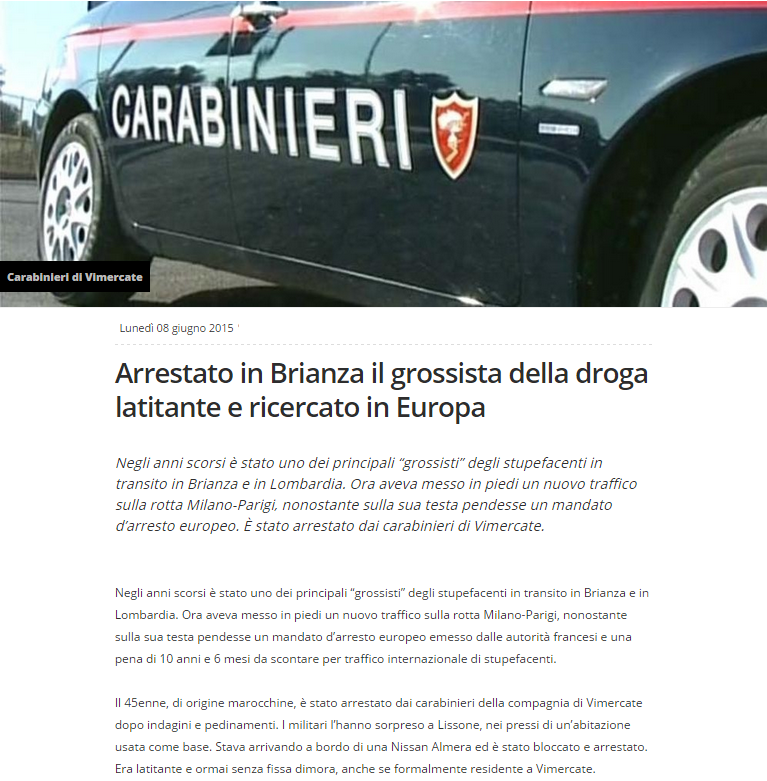 CARABINIERI
Carabinieri di Vimercate
Lunedì 08 giugno 2015
Arrestato in Brianza il grossista della droga
latitante e ricercato in Europa
Negli anni scorsi è stato uno dei principali “grossisti” degli stupefacenti in
transito in Brianza e in Lombardia. Ora aveva messo in piedi un nuovo traffico
sulla rotta Milano-Parigi, nonostante sulla sua testa pendesse un mandato
d’arresto europeo. È stato arrestato dai carabinieri di Vimercate.
Negli anni scorsi è stato uno dei principali “grossisti” degli stupefacenti in transito in Brianza e in
Lombardia. Ora aveva messo in piedi un nuovo traffico sulla rotta Milano-Parigi, nonostante
sulla sua testa pendesse un mandato d’arresto europeo emesso dalle autorità francesi e una
pena di 10 anni e 6 mesi da scontare per traffico internazionale di stupefacenti.
Il 45enne, di origine marocchine, è stato arrestato dai carabinieri della compagnia di Vimercate
dopo indagini e pedinamenti. I militari l’hanno sorpreso a Lissone, nei pressi di un’abitazione
usata come base. Stava arrivando a bordo di una Nissan Almera ed è stato bloccato e arrestato.
Era latitante e ormai senza fissa dimora, anche se formalmente residente a Vimercate.